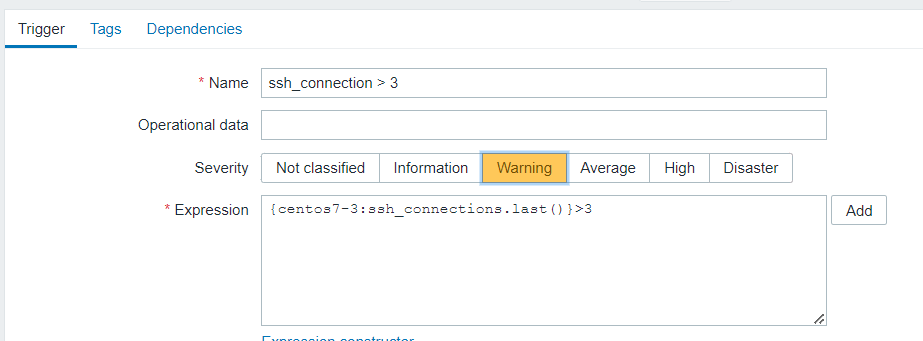 Trigger Tags Dependencies
* Name ssh_connection > 3
Operational data
Severity Not classified Information Warning Average High Disaster
* Expression {centos7-3:ssh_connections.last()}>3 Add
Expression constructor